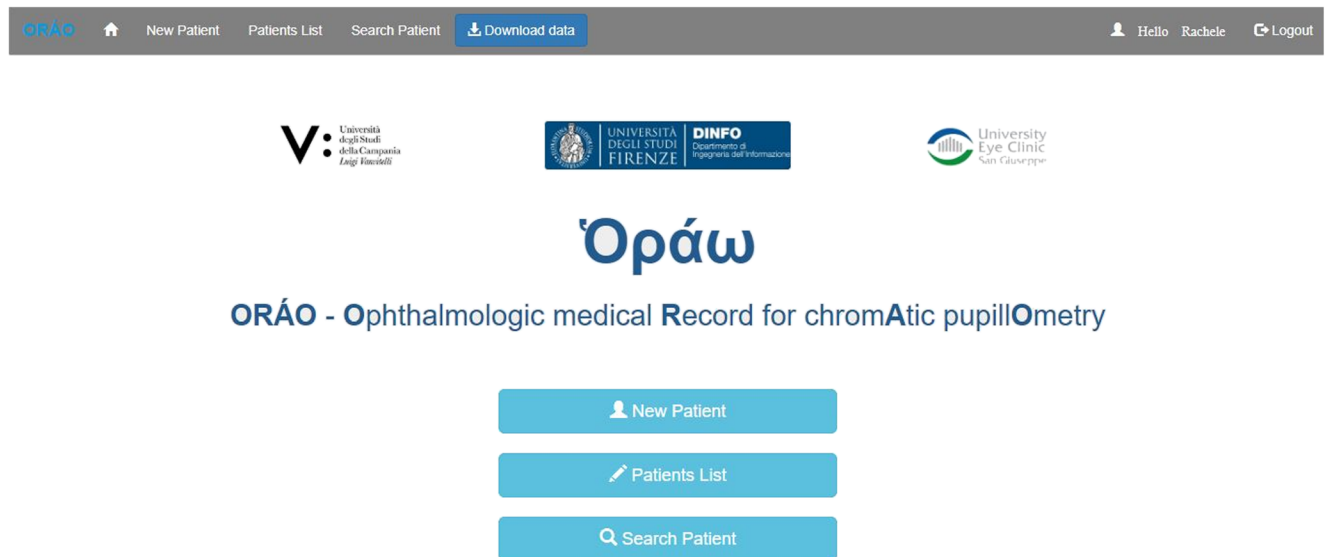 ORÁO New Patient Patients List Search Patient Download data Hello Rachele Logout
Università
degli Studi
della Campania
Luigi Vanvitelli
UNIVERSITÀ
DEGLI STUDI
FIRENZE
DINFO
Dipartimento di
Ingegneria dell'Informazione
University
Eye Clinic
San Giuseppe
Ὁράω
ORÁO - Ophthalmologic medical Record for chromAtic pupillOmetry
New Patient
Patients List
Search Patient